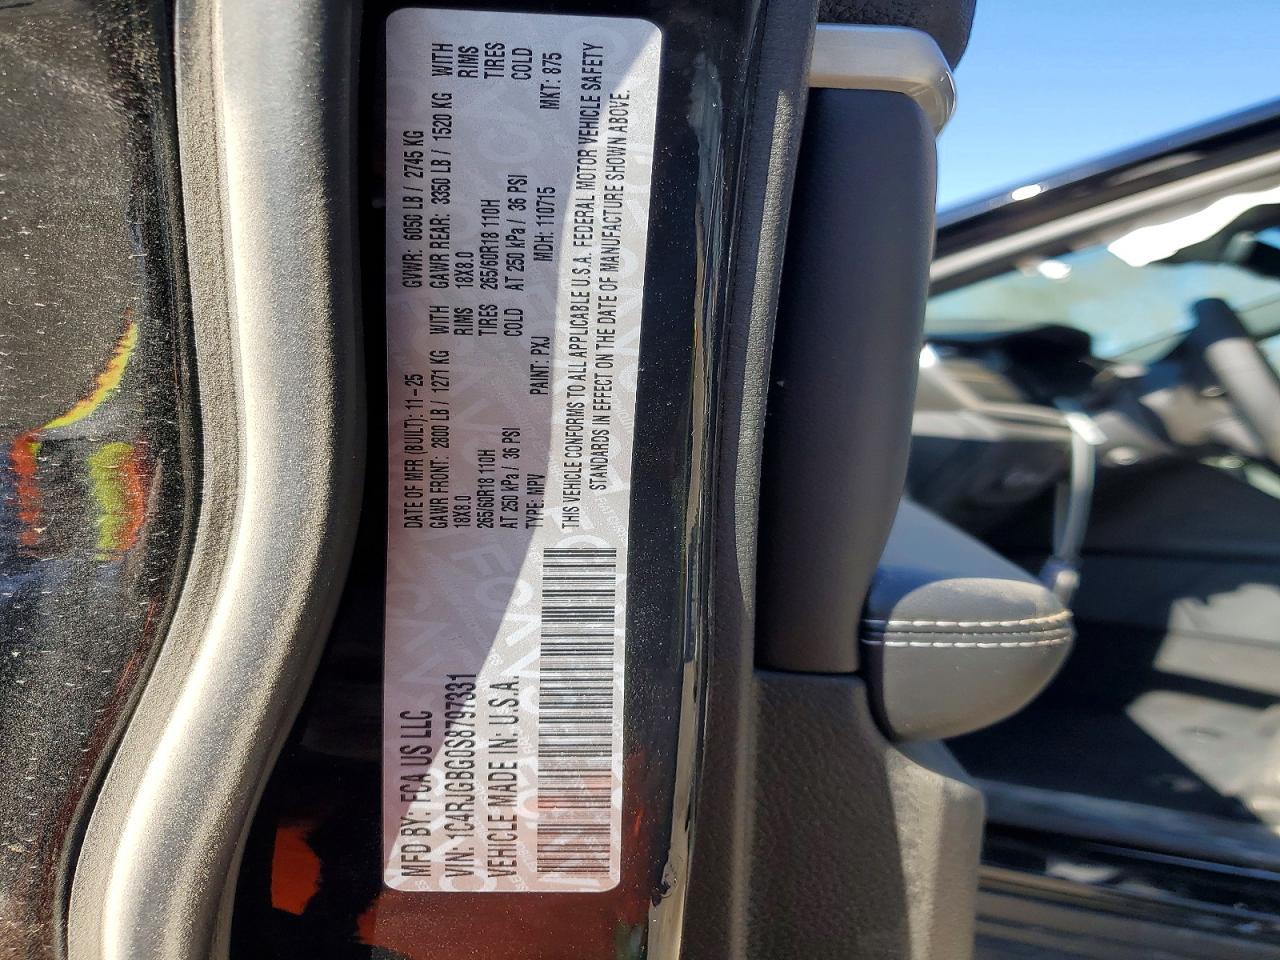 MFD BY: FCA US LLC
DATE OF MFR (BUILT): 11-25
GVWR: 6050 LB / 2745 KG
GAWR FRONT: 2800 LB / 1271 KG WITH
GAWR REAR: 3350 LB / 1520 KG WITH
18X8.0 RIMS
18X8.0 RIMS
265/60R18 110H TIRES
265/60R18 110H TIRES
AT 250 kPa / 36 PSI COLD
AT 250 kPa / 36 PSI COLD
VIN: 1C4RJGBG0S8797331
TYPE: MPV
PAINT: PXJ
MDH: 110715
MKT: 875
VEHICLE MADE IN: U.S.A.
THIS VEHICLE CONFORMS TO ALL APPLICABLE U.S.A. FEDERAL MOTOR VEHICLE SAFETY
STANDARDS IN EFFECT ON THE DATE OF MANUFACTURE SHOWN ABOVE.